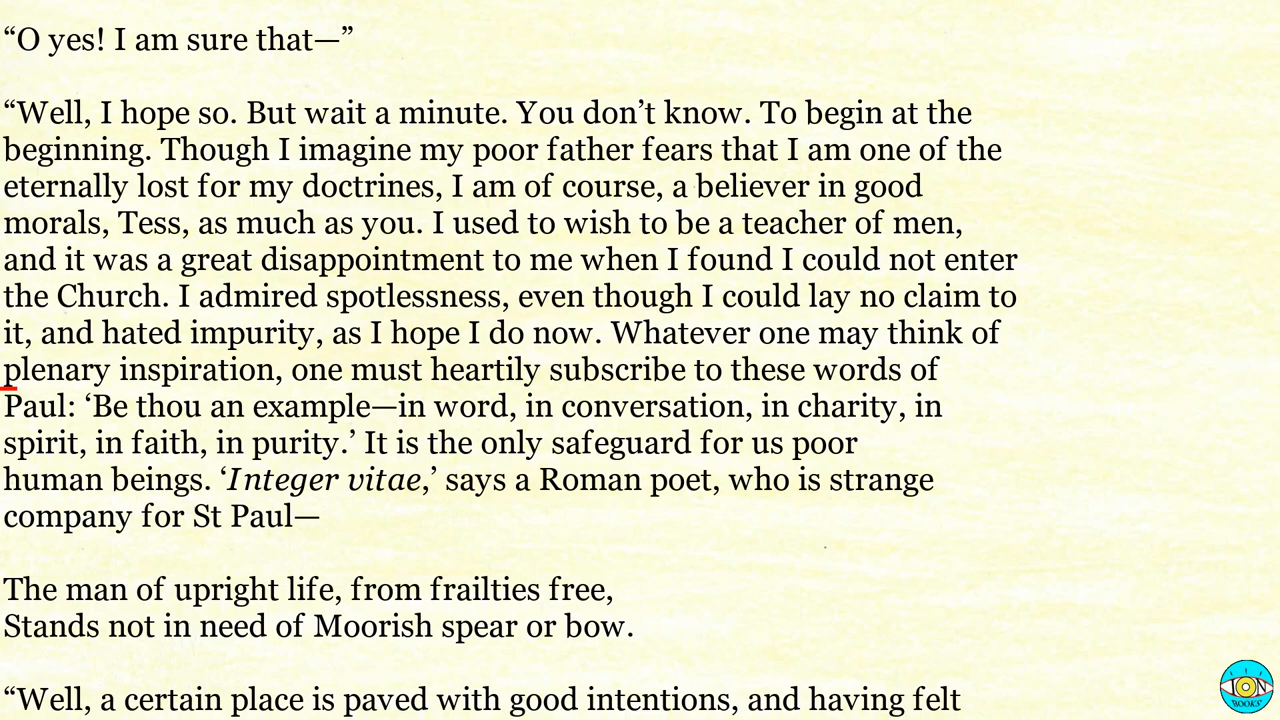 “O yes! I am sure that—”
“Well, I hope so. But wait a minute. You don’t know. To begin at the
beginning. Though I imagine my poor father fears that I am one of the
eternally lost for my doctrines, I am of course, a believer in good
morals, Tess, as much as you. I used to wish to be a teacher of men,
and it was a great disappointment to me when I found I could not enter
the Church. I admired spotlessness, even though I could lay no claim to
it, and hated impurity, as I hope I do now. Whatever one may think of
plenary inspiration, one must heartily subscribe to these words of
Paul: ‘Be thou an example—in word, in conversation, in charity, in
spirit, in faith, in purity.’ It is the only safeguard for us poor
human beings. ‘Integer vitae,’ says a Roman poet, who is strange
company for St Paul—
The man of upright life, from frailties free,
Stands not in need of Moorish spear or bow.
“Well, a certain place is paved with good intentions, and having felt
ION
BOOKS